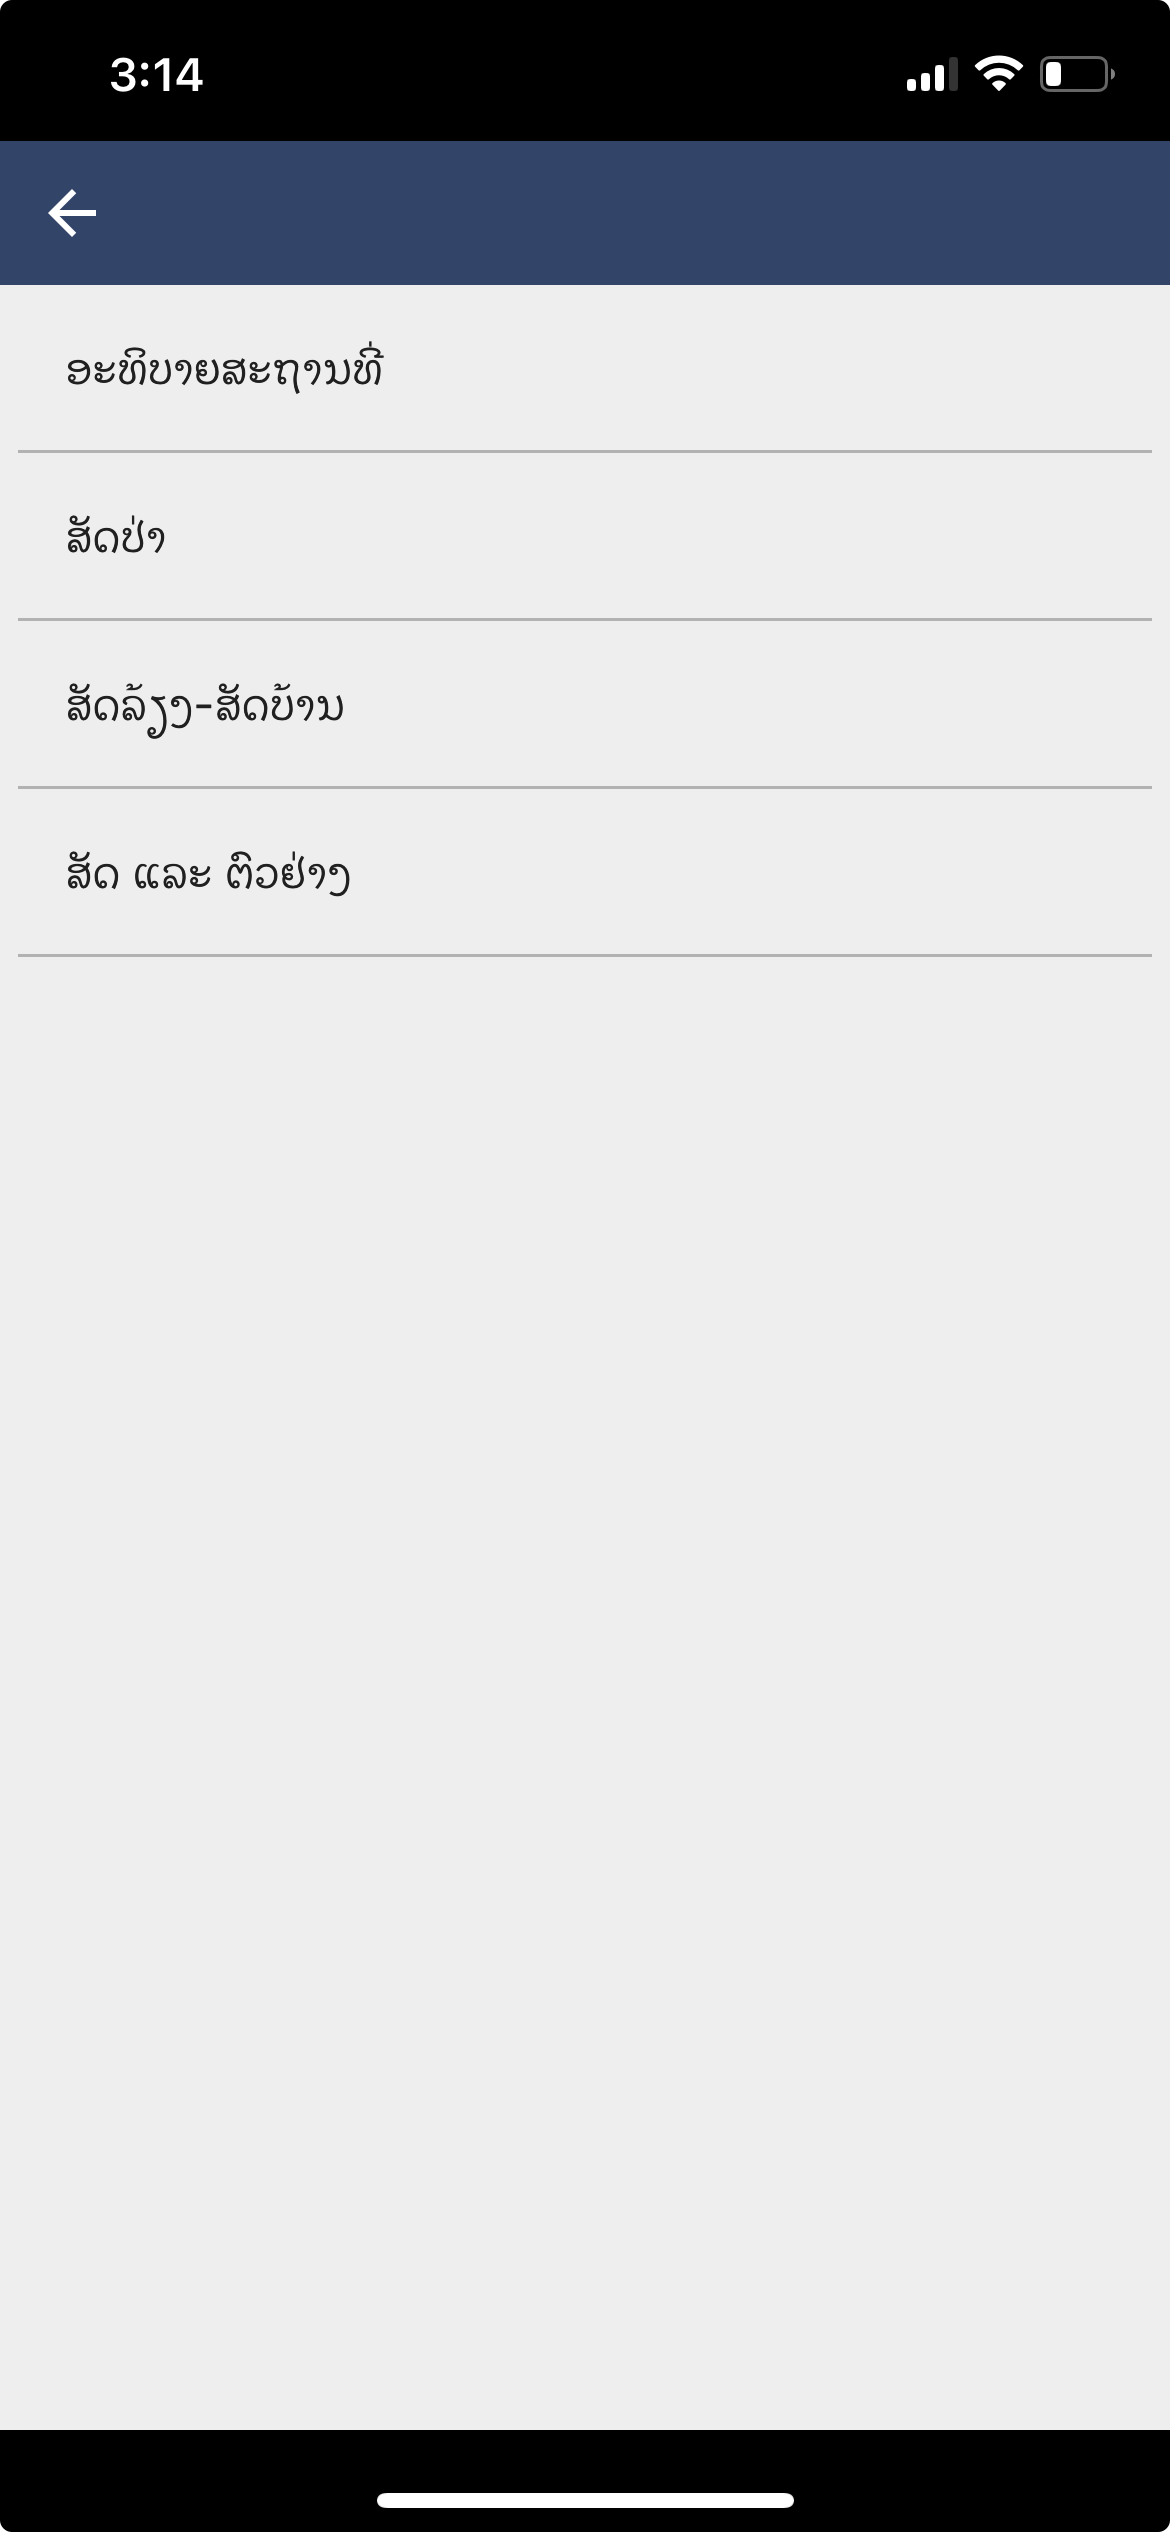 3:14
ອະທິບາຍສະຖານທີ່
ສັດປ່າ
ສັດລ້ຽງ-ສັດບ້ານ
ສັດ ແລະ ຕົວຢ່າງ